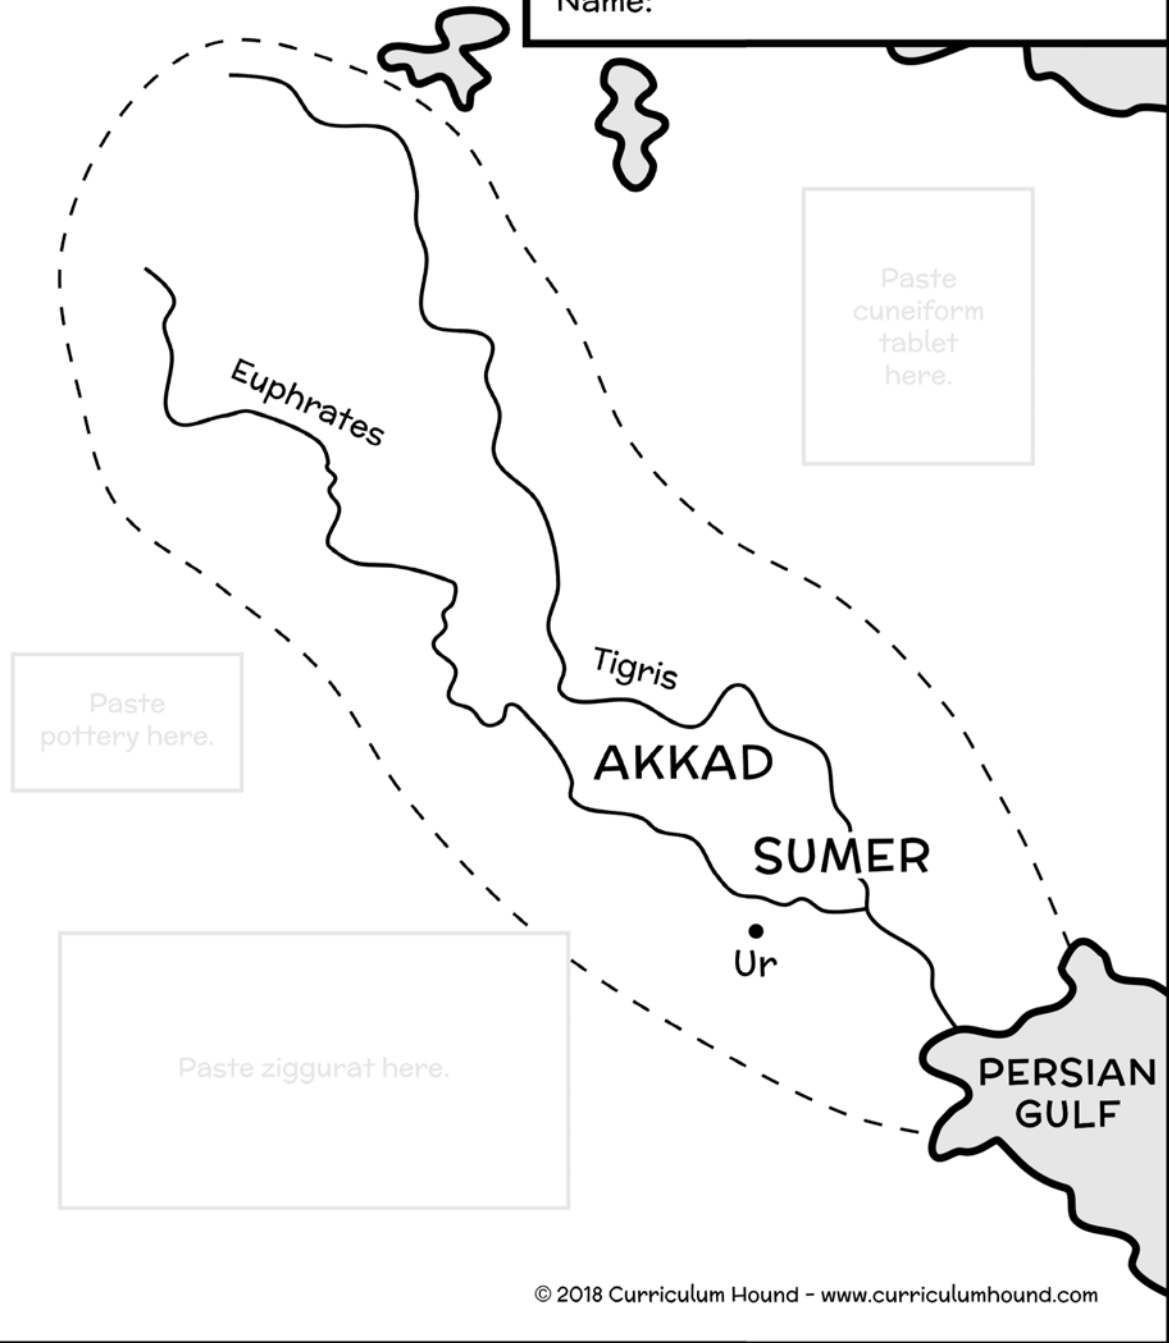 Name:
Paste
cuneiform
tablet
here.
Euphrates
Tigris
Paste
pottery here.
AKKAD
SUMER
Ur
Paste ziggurat here.
PERSIAN
GULF
© 2018 Curriculum Hound - www.curriculumhound.com